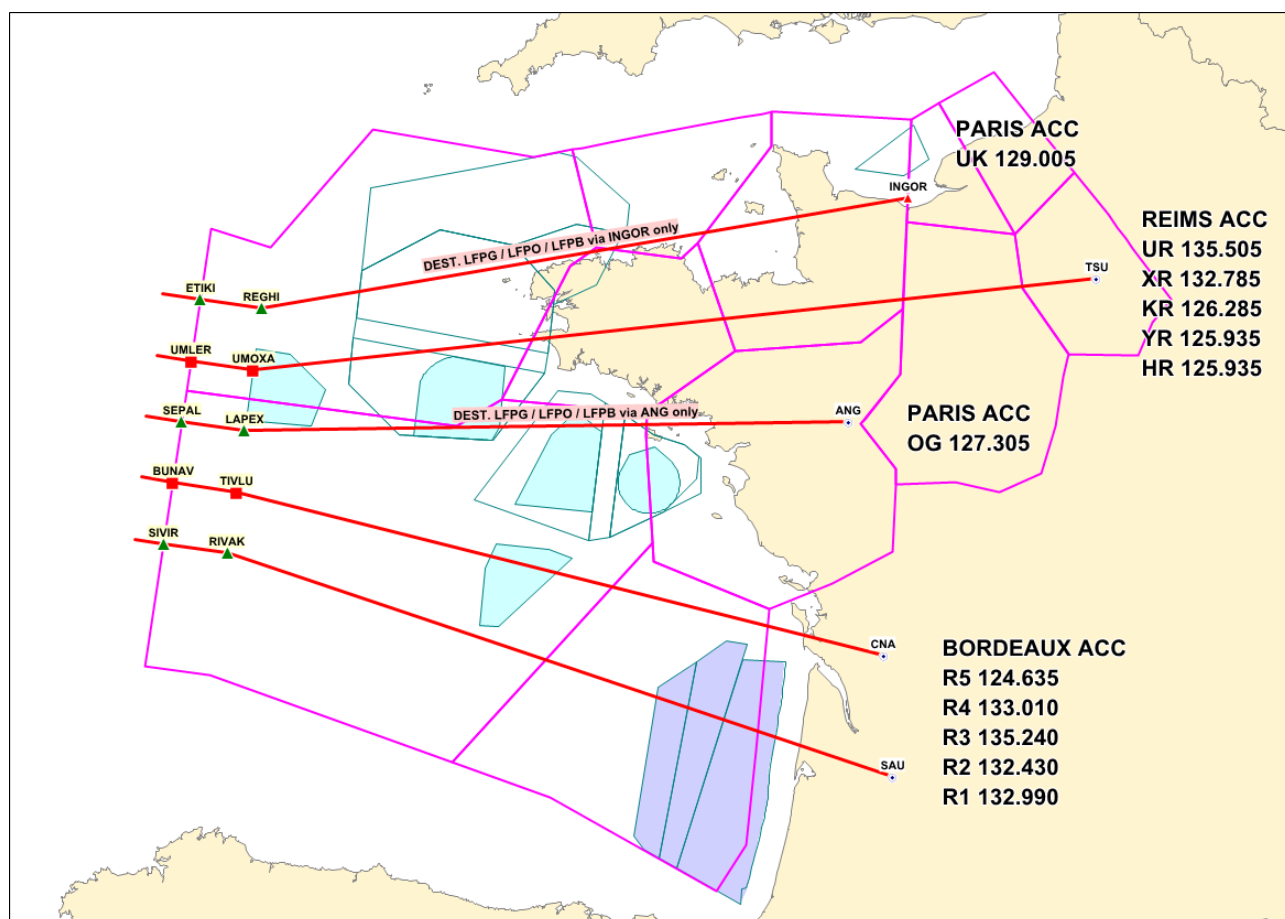 PARIS ACC
UK 129.005
INGOR
REIMS ACC
UR 135.505
XR 132.785
KR 126.285
YR 125.935
HR 125.935
DEST. LFPG / LFPO / LFPB via INGOR only
TSU
ETIKI
REGHI
UMLER
UMOXA
SEPAL
LAPEX
DEST. LFPG / LFPO / LFPB via ANG only
ANG
PARIS ACC
OG 127.305
BUNAV
TIVLU
SIVIR
RIVAK
CNA
BORDEAUX ACC
R5 124.635
R4 133.010
R3 135.240
R2 132.430
R1 132.990
SAU